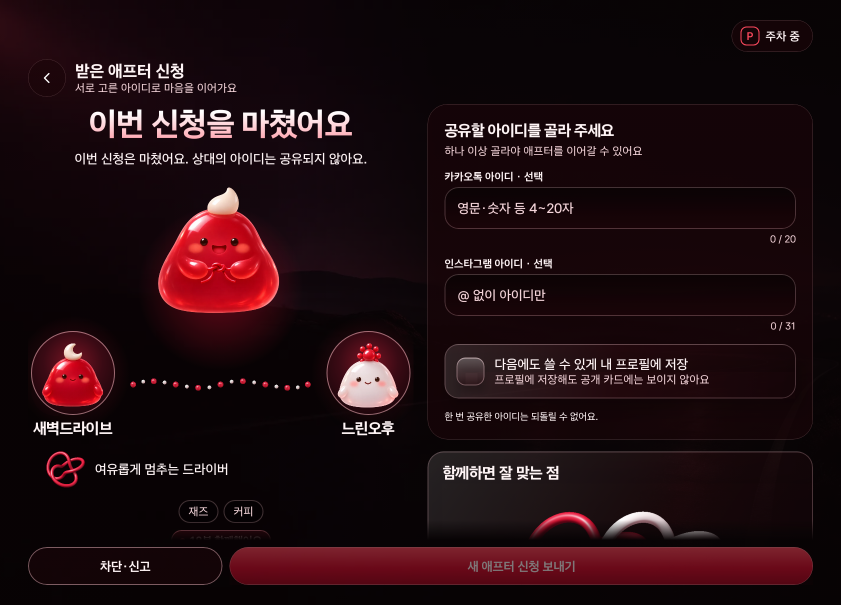 P 주차 중
받은 애프터 신청
서로 고른 아이디로 마음을 이어가요
이번 신청을 마쳤어요
이번 신청은 마쳤어요. 상대의 아이디는 공유되지 않아요.
새벽드라이브
느린오후
여유롭게 멈추는 드라이버
재즈
커피
공유할 아이디를 골라 주세요
하나 이상 골라야 애프터를 이어갈 수 있어요
카카오톡 아이디 · 선택
영문·숫자 등 4~20자
0 / 20
인스타그램 아이디 · 선택
@ 없이 아이디만
0 / 31
다음에도 쓸 수 있게 내 프로필에 저장
프로필에 저장해도 공개 카드에는 보이지 않아요
한 번 공유한 아이디는 되돌릴 수 없어요.
함께하면 잘 맞는 점
차단·신고
새 애프터 신청 보내기